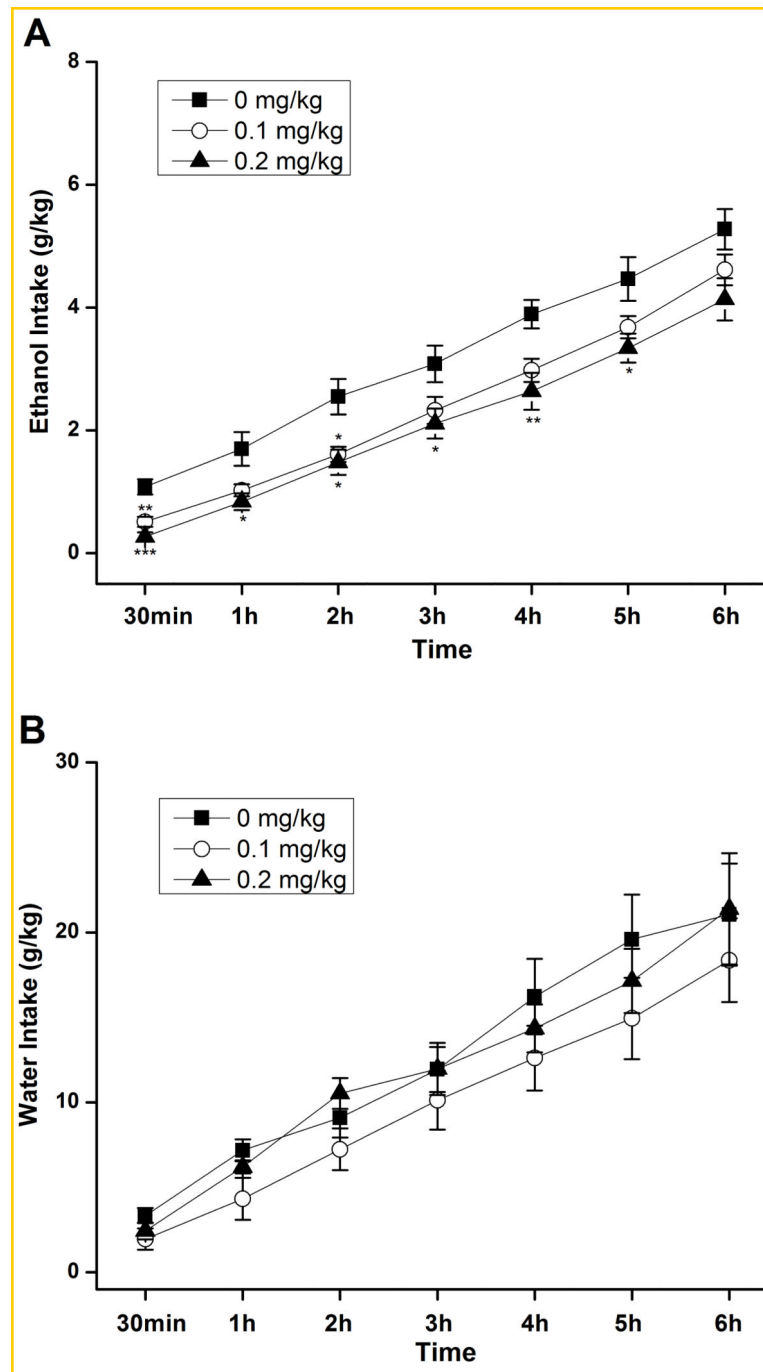 A
8
0 mg/kg
0.1 mg/kg
0.2 mg/kg
6
4
2
0
Ethanol Intake (g/kg)
**
***
*
*
*
*
**
*
30min 1h 2h 3h 4h 5h 6h
Time
B
30
0 mg/kg
0.1 mg/kg
0.2 mg/kg
20
10
0
Water Intake (g/kg)
30min 1h 2h 3h 4h 5h 6h
Time